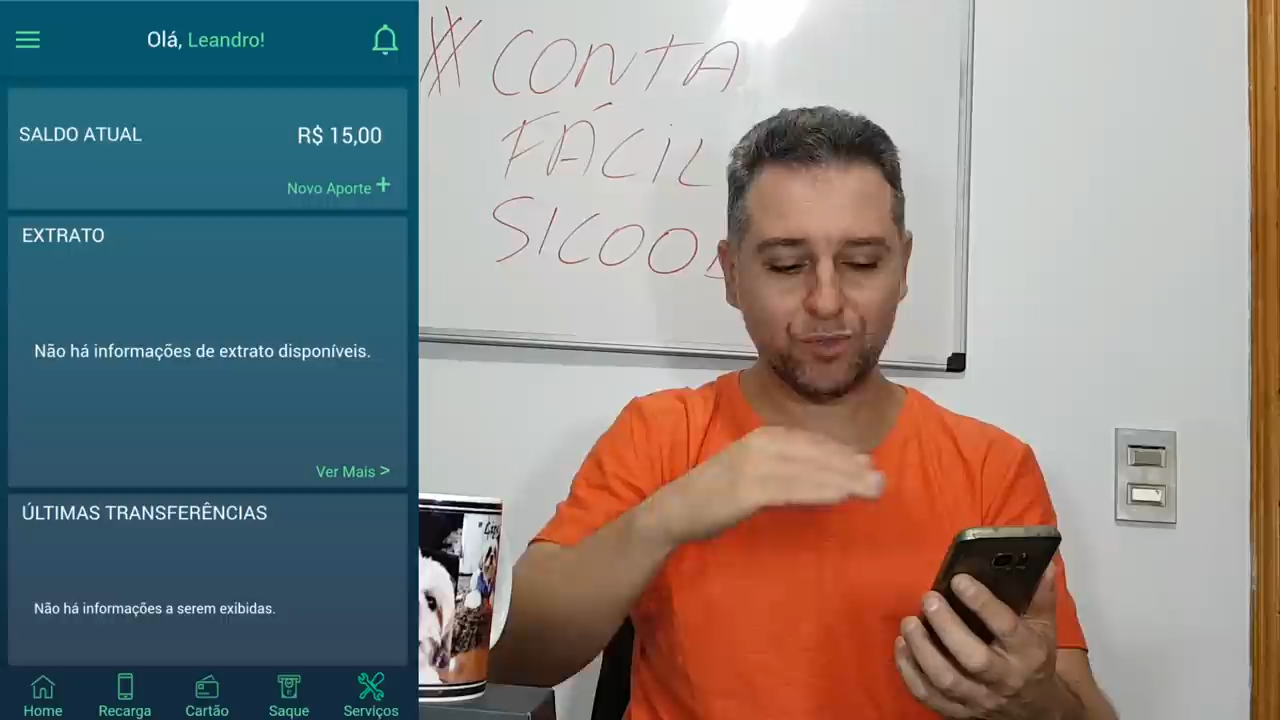 Olá, Leandro!
SALDO ATUAL
R$ 15,00
Novo Aporte +
EXTRATO
Não há informações de extrato disponíveis.
Ver Mais >
ÚLTIMAS TRANSFERÊNCIAS
Não há informações a serem exibidas.
Home
Recarga
Cartão
Saque
Serviços
CONTA
FÁCIL
SICOO